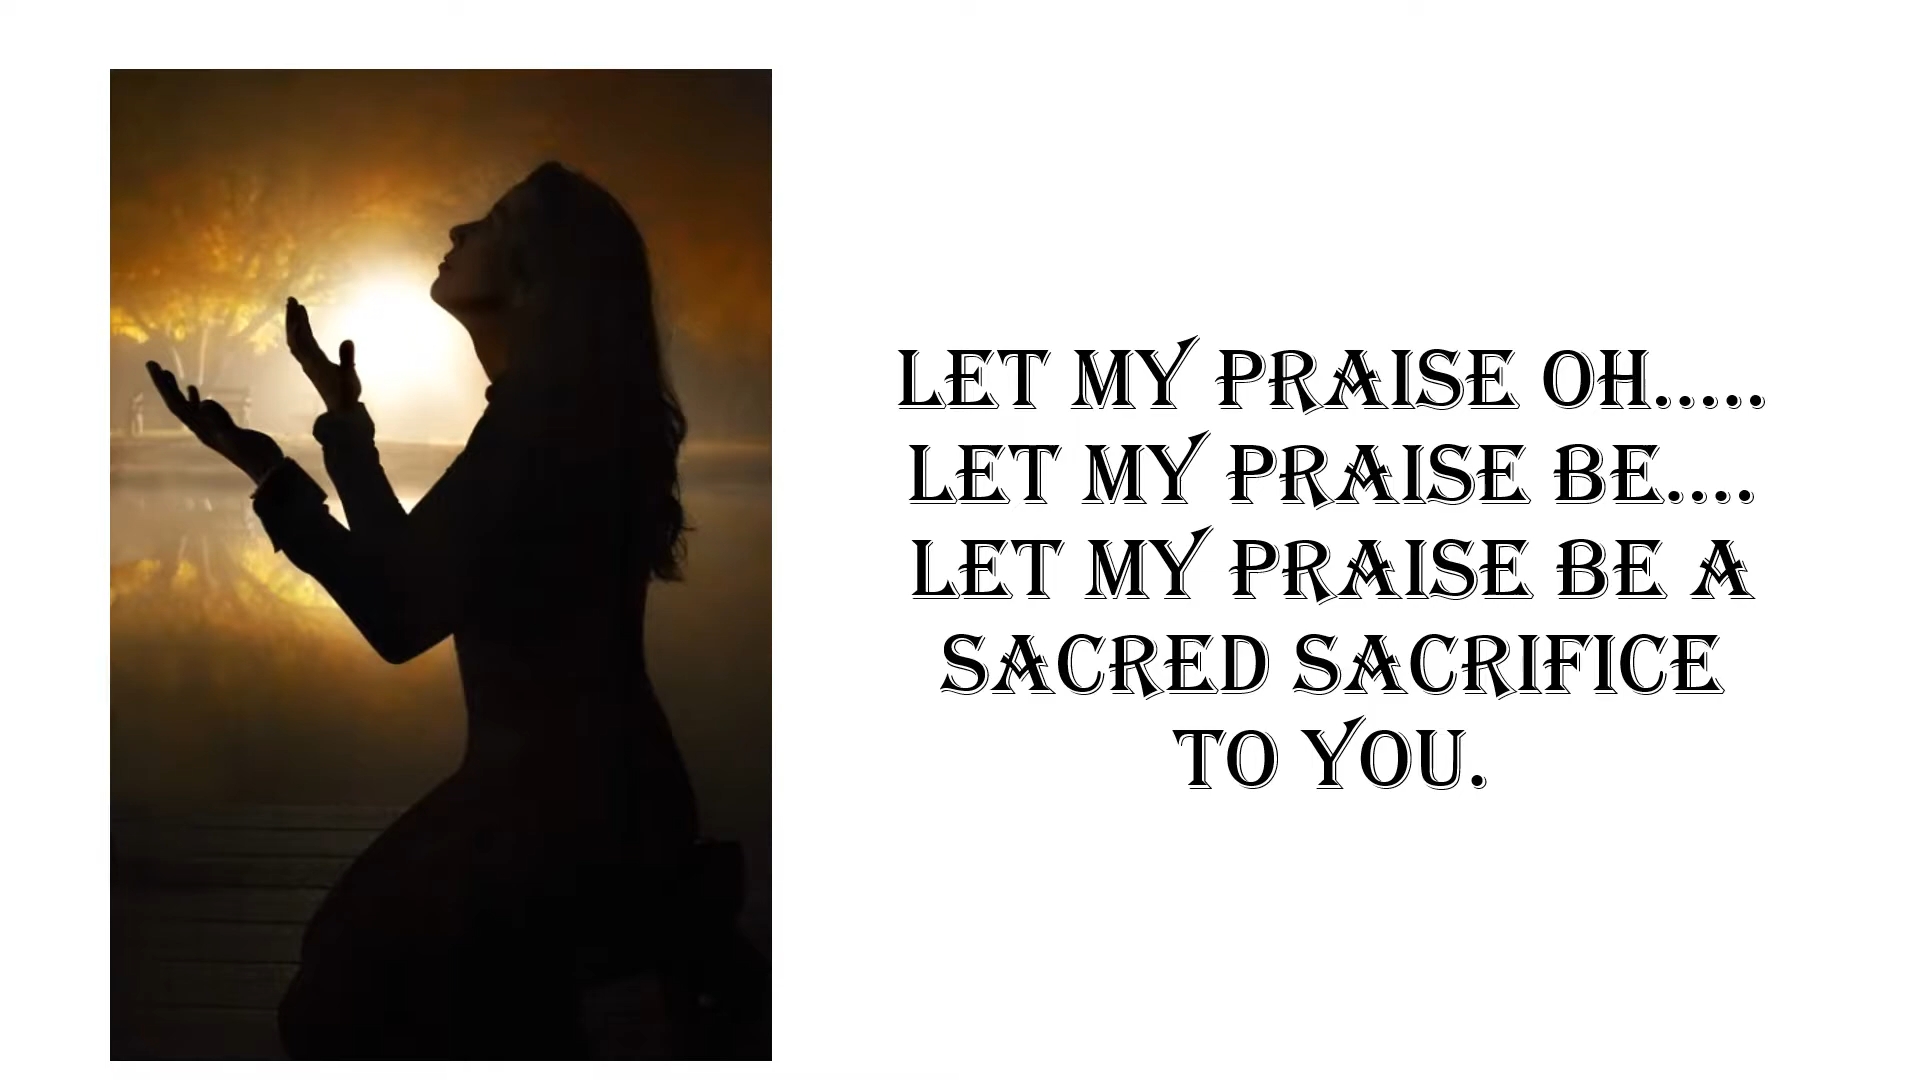 LET MY PRAISE OH.....
LET MY PRAISE BE....
LET MY PRAISE BE A
SACRED SACRIFICE
TO YOU.